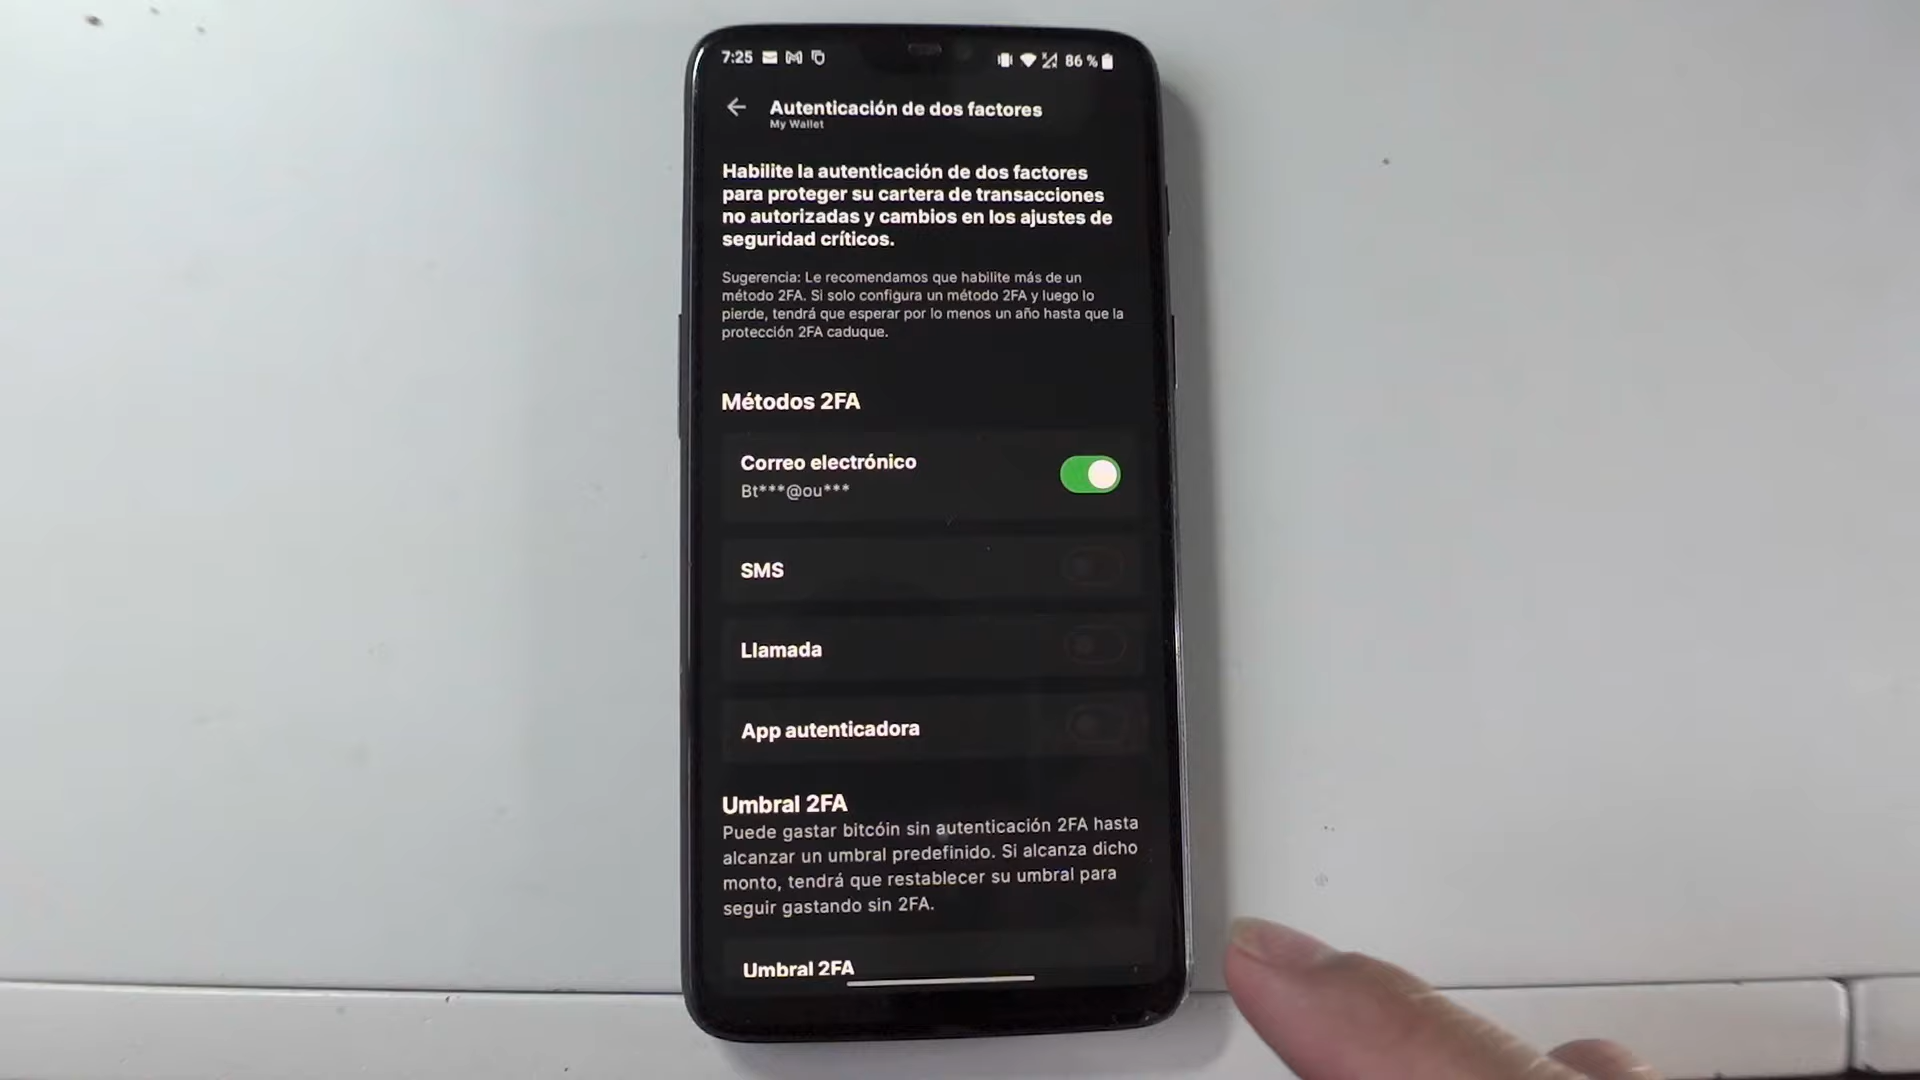 7:25
86 %
Autenticación de dos factores
My Wallet
Habilite la autenticación de dos factores
para proteger su cartera de transacciones
no autorizadas y cambios en los ajustes de
seguridad críticos.
Sugerencia: Le recomendamos que habilite más de un
método 2FA. Si solo configura un método 2FA y luego lo
pierde, tendrá que esperar por lo menos un año hasta que la
protección 2FA caduque.
Métodos 2FA
Correo electrónico
Bt***@ou***
SMS
Llamada
App autenticadora
Umbral 2FA
Puede gastar bitcóin sin autenticación 2FA hasta
alcanzar un umbral predefinido. Si alcanza dicho
monto, tendrá que restablecer su umbral para
seguir gastando sin 2FA.
Umbral 2FA